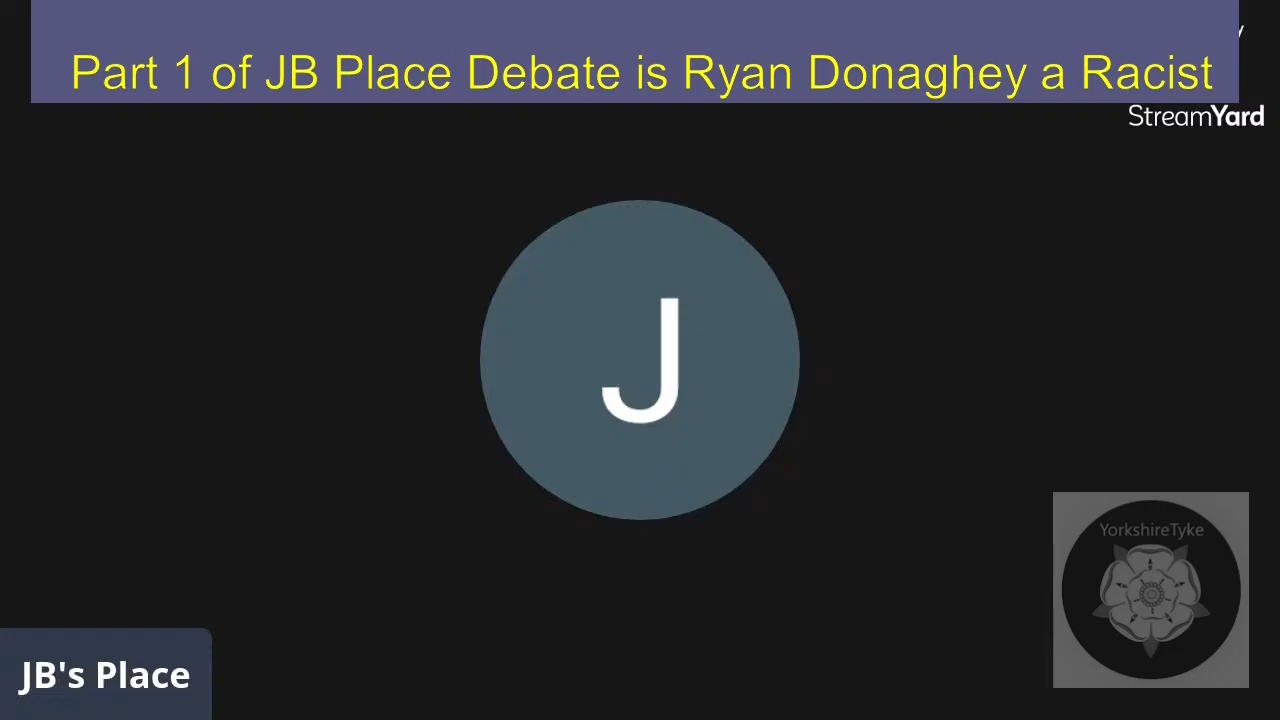 Part 1 of JB Place Debate is Ryan Donaghey a Racist
StreamYard
J
YorkshireTyke
JB's Place